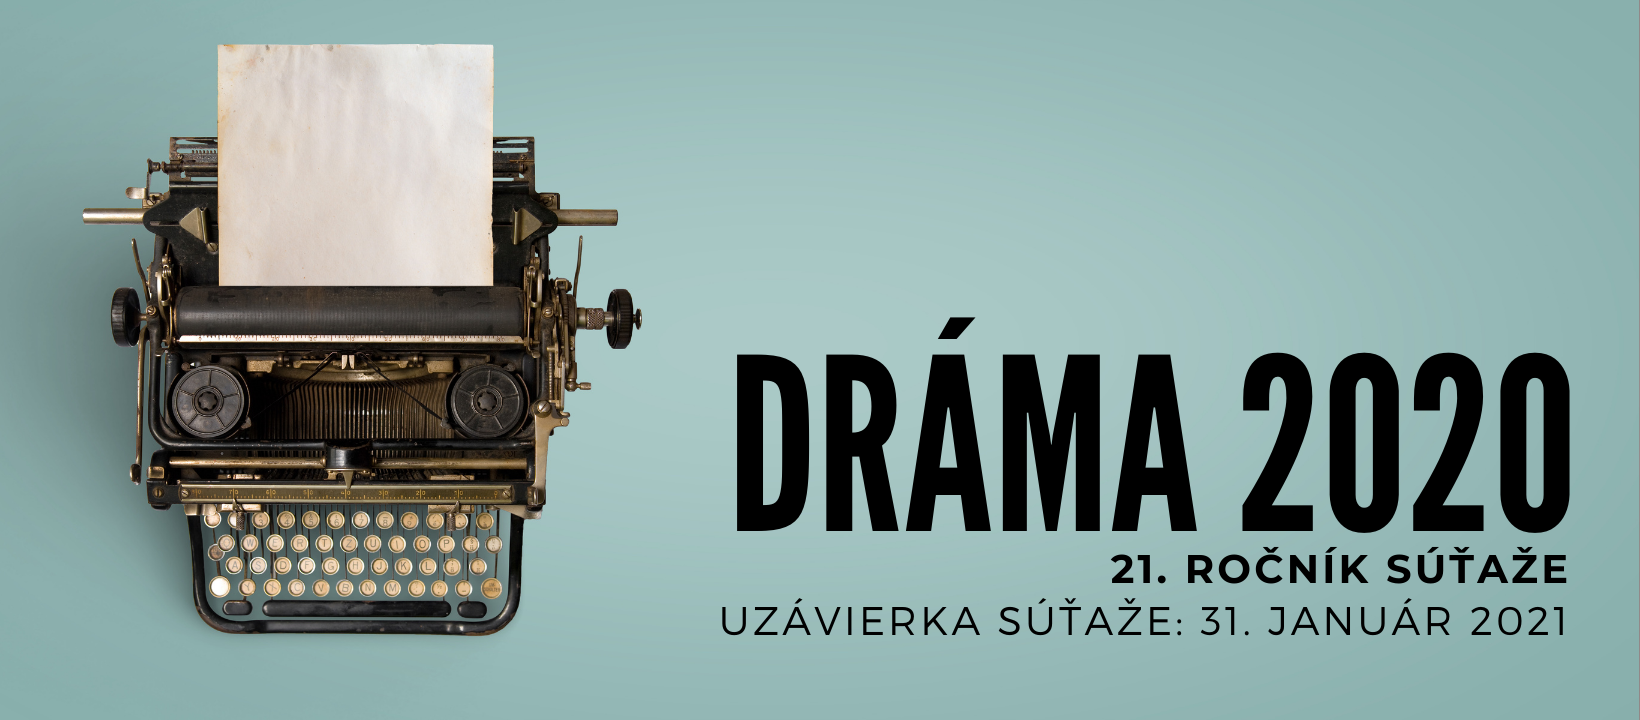 DRÁMA 2020
21. ROČNÍK SÚŤAŽE
UZÁVIERKA SÚŤAŽE: 31. JANUÁR 2021